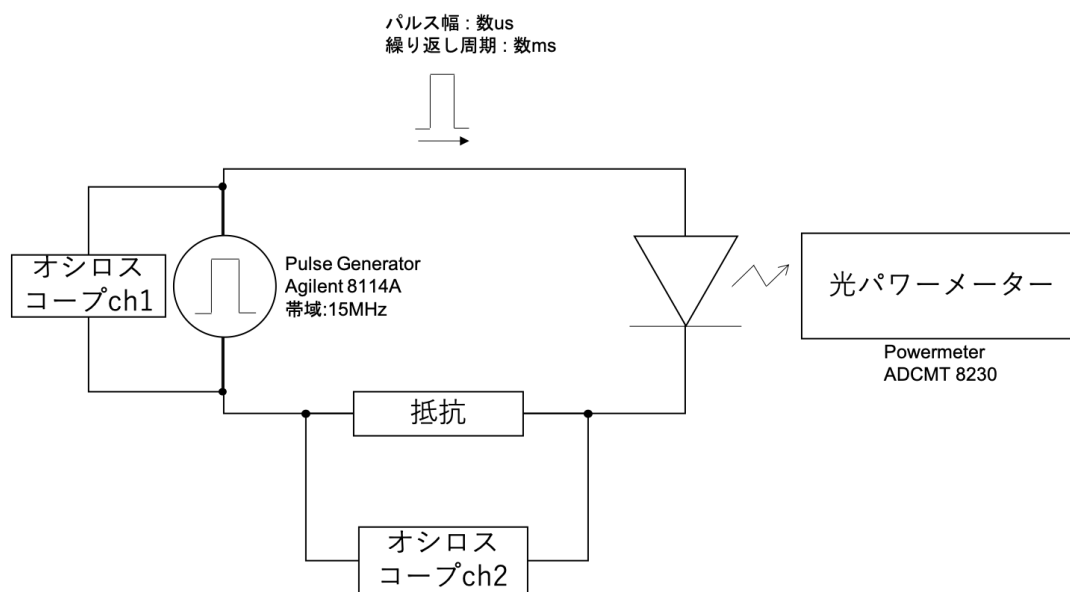 パルス幅 : 数us
繰り返し周期 : 数ms
オシロス
コープch1
Pulse Generator
Agilent 8114A
帯域:15MHz
光パワーメーター
Powermeter
ADCMT 8230
抵抗
オシロス
コープch2